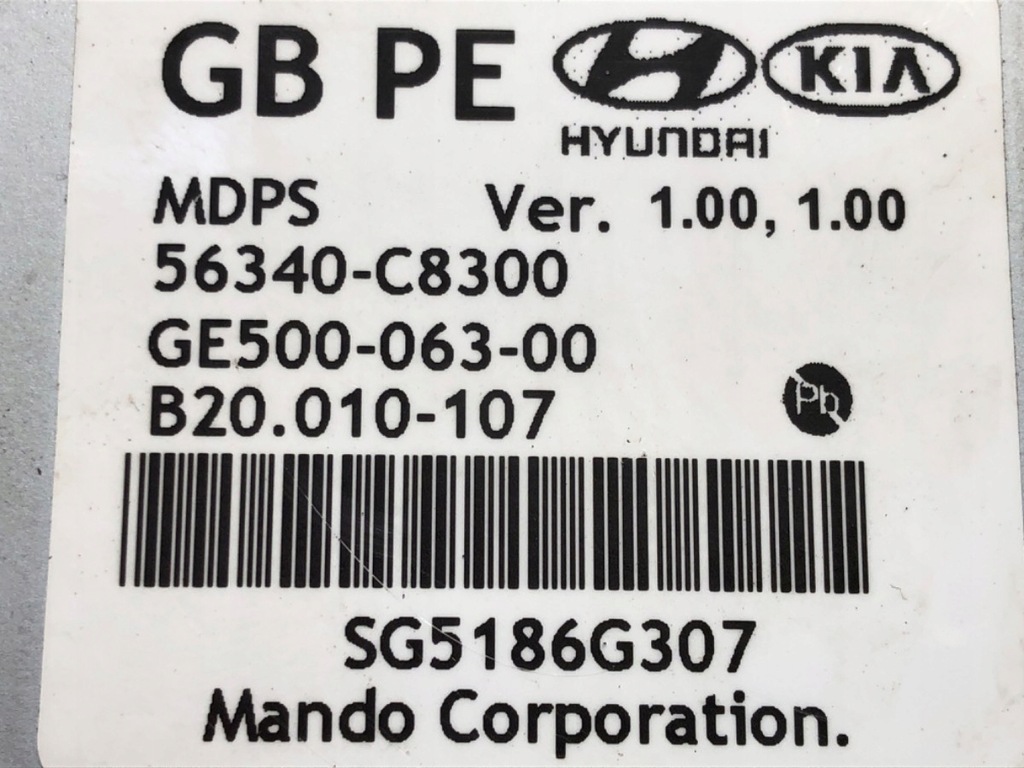 GB PE HYUNDAI KIA
MDPS Ver. 1.00, 1.00
56340-C8300
GE500-063-00
B20.010-107
Pb
SG5186G307
Mando Corporation.